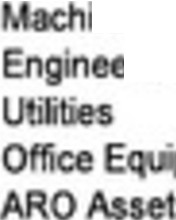 Machi
Enginee
Utilities
Office Equi
ARO Asset